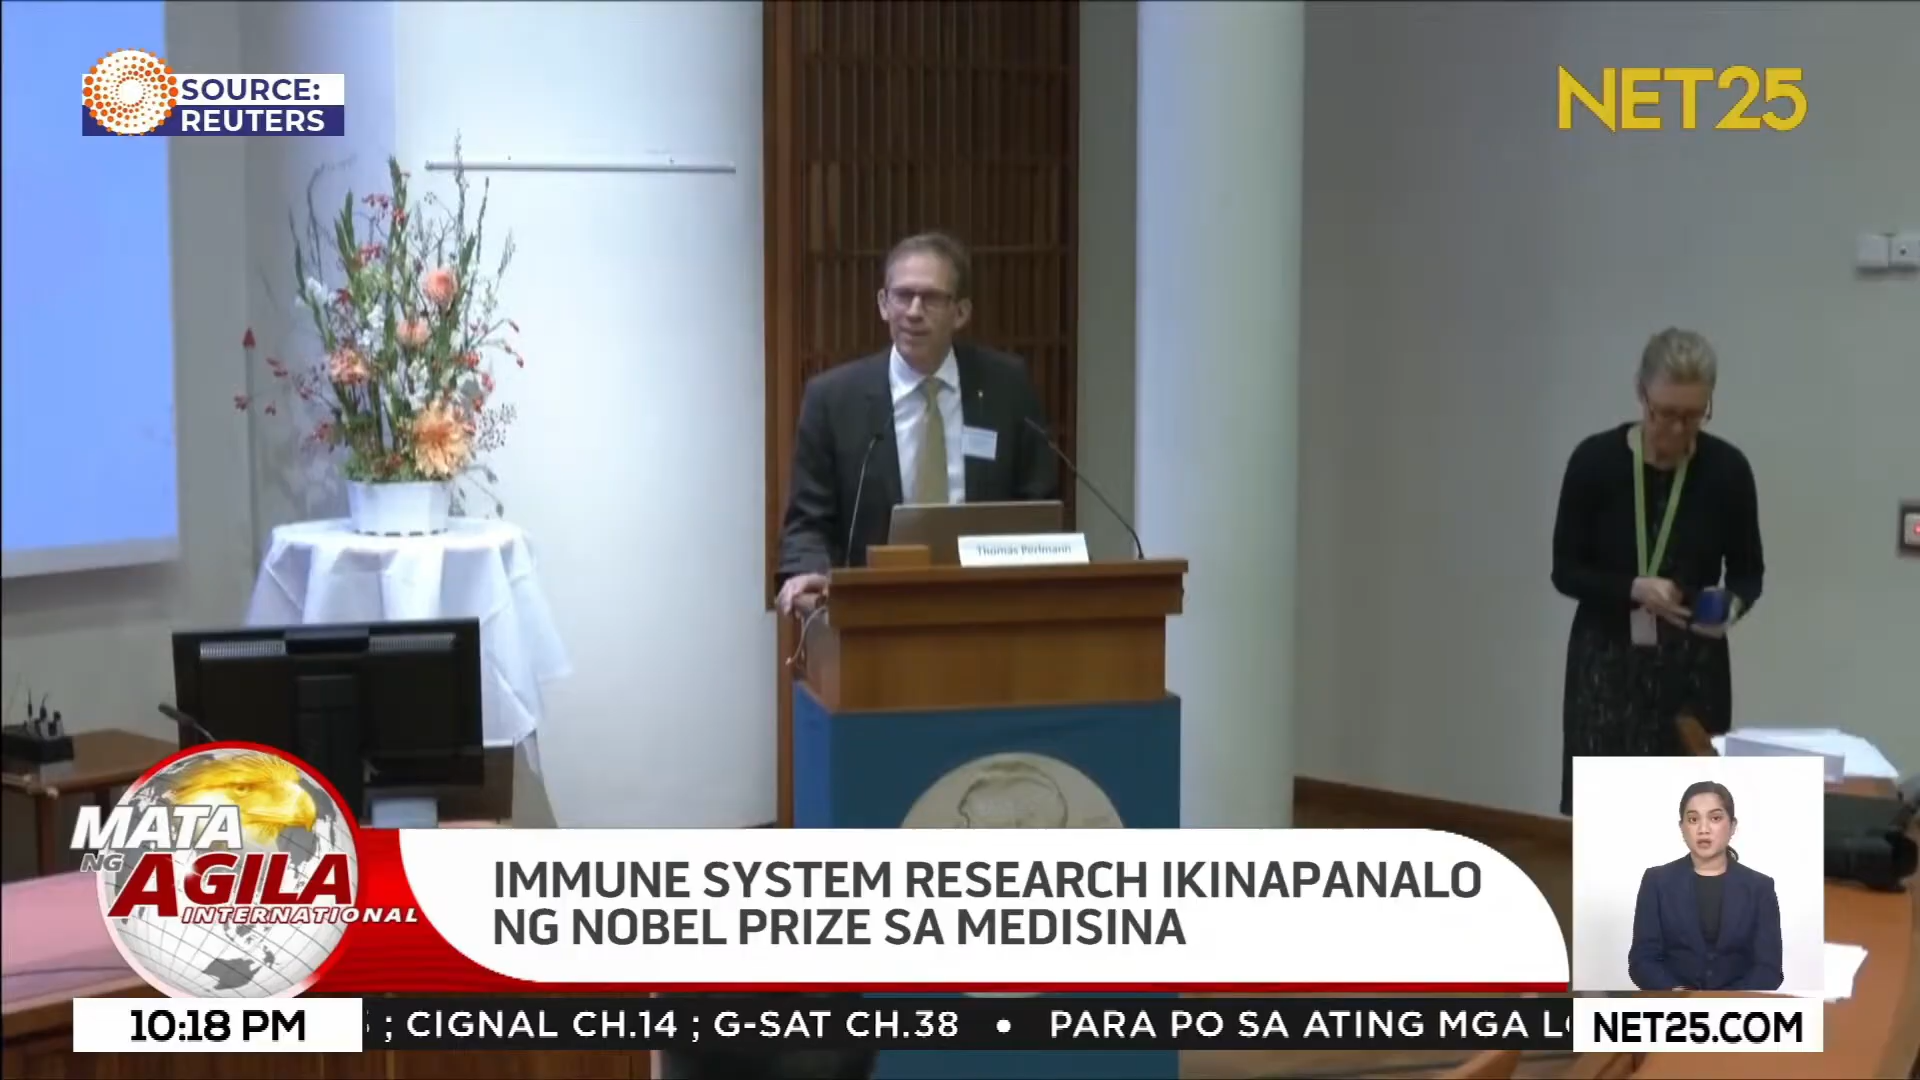 SOURCE:
REUTERS
NET25
Thomas Perlmann
MATA
NG
AGILA
INTERNATIONAL
IMMUNE SYSTEM RESEARCH IKINAPANALO
NG NOBEL PRIZE SA MEDISINA
10:18 PM
; CIGNAL CH.14 ; G-SAT CH.38 • PARA PO SA ATING MGA
NET25.COM